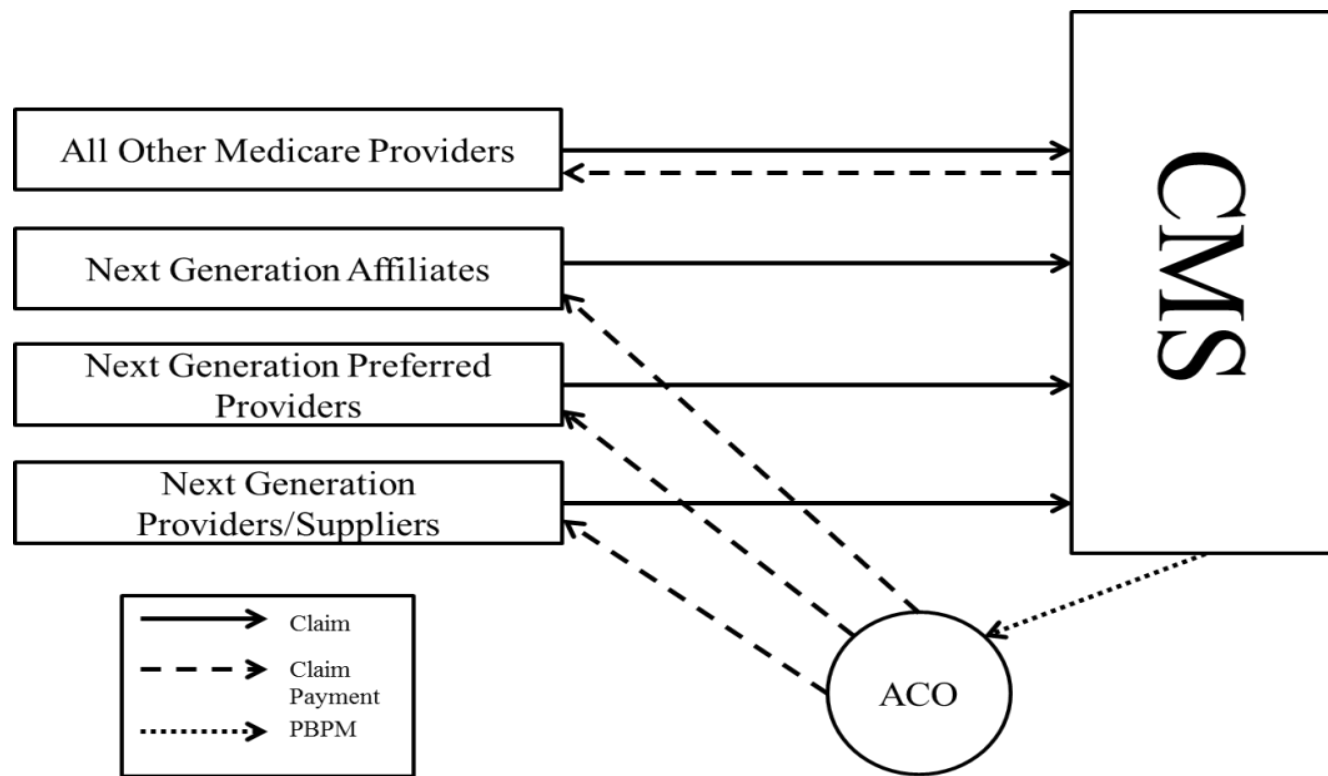 All Other Medicare Providers
CMS
Next Generation Affiliates
Next Generation Preferred
Providers
Next Generation
Providers/Suppliers
Claim
Claim
Payment
PBPM
ACO